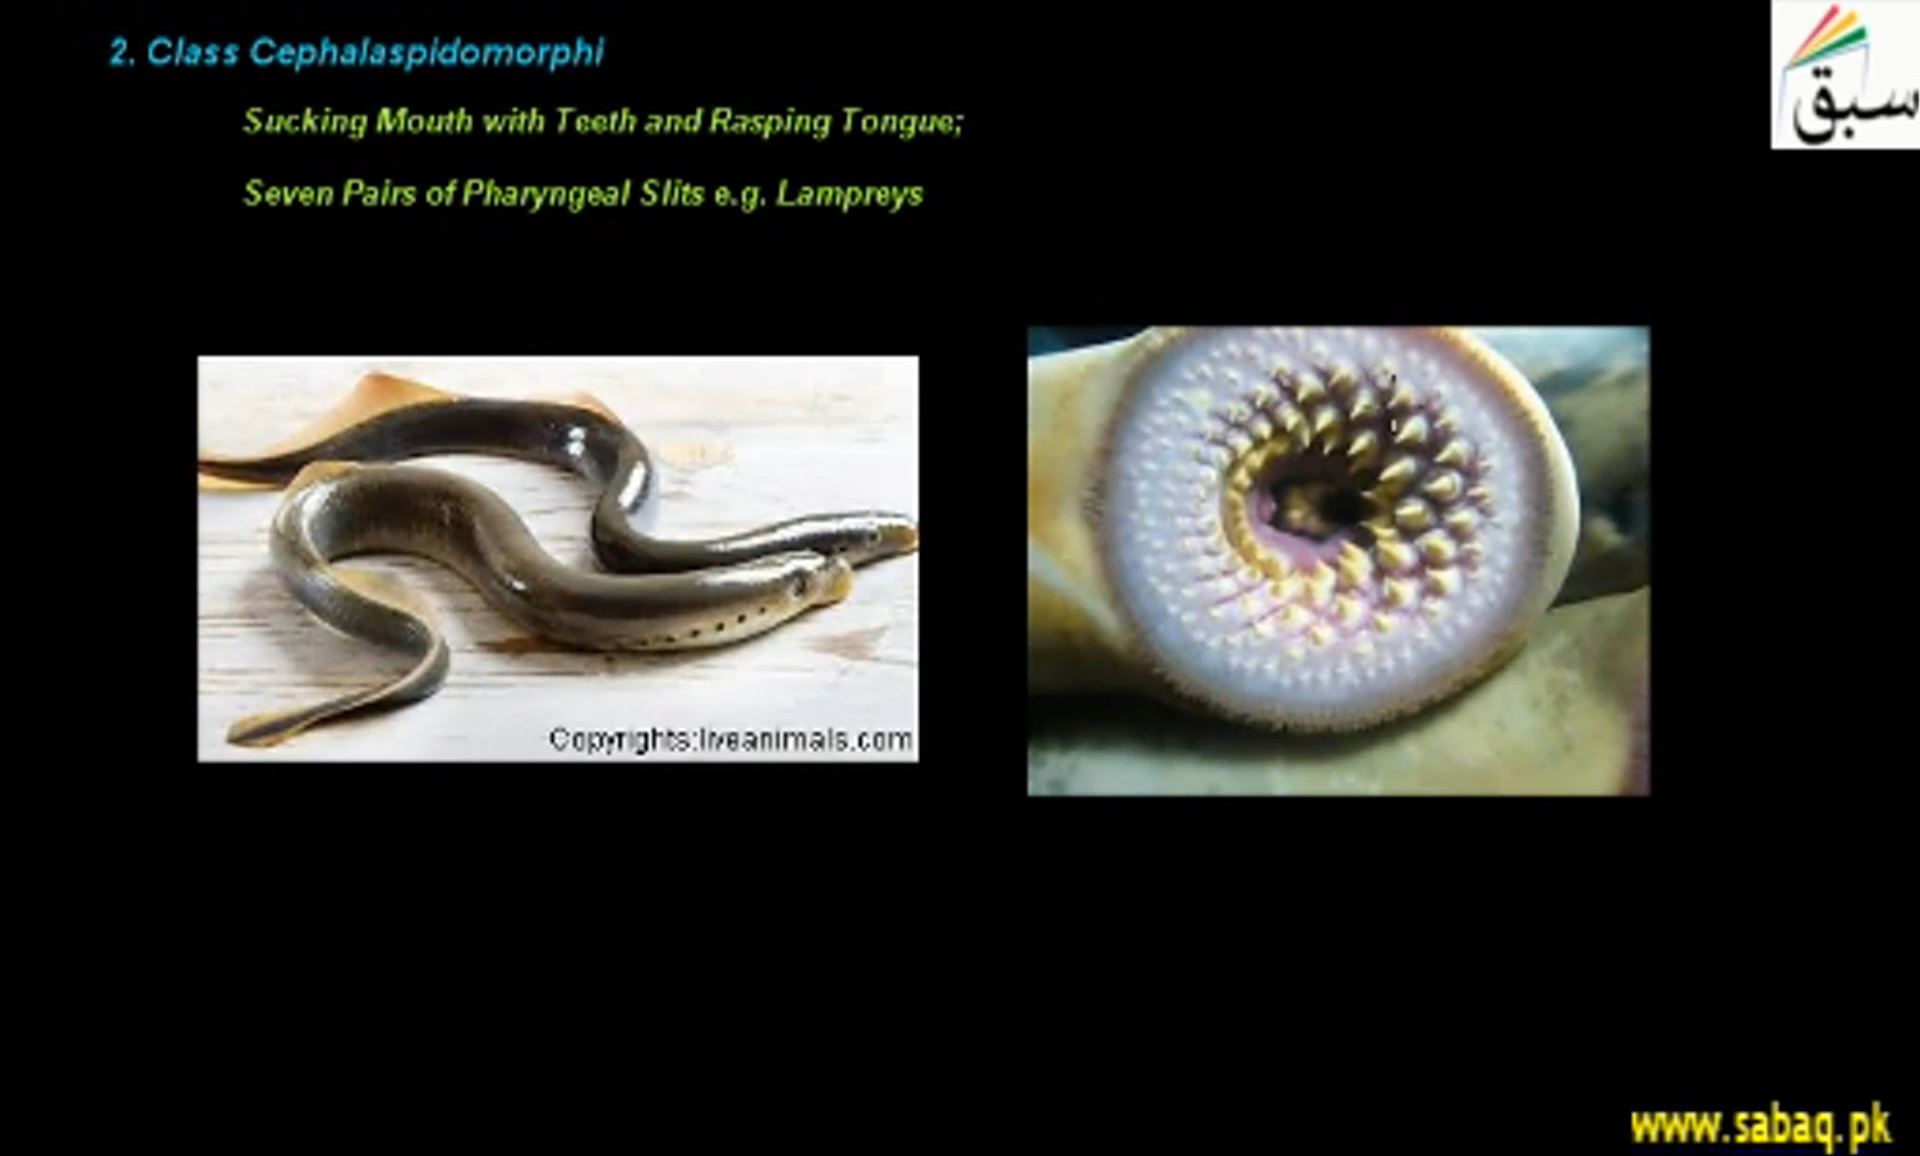 2. Class Cephalaspidomorphi
سبق
Sucking Mouth with Teeth and Rasping Tongue;
Seven Pairs of Pharyngeal Slits e.g. Lampreys
Copyrights:liveanimals.com
www.sabaq.pk